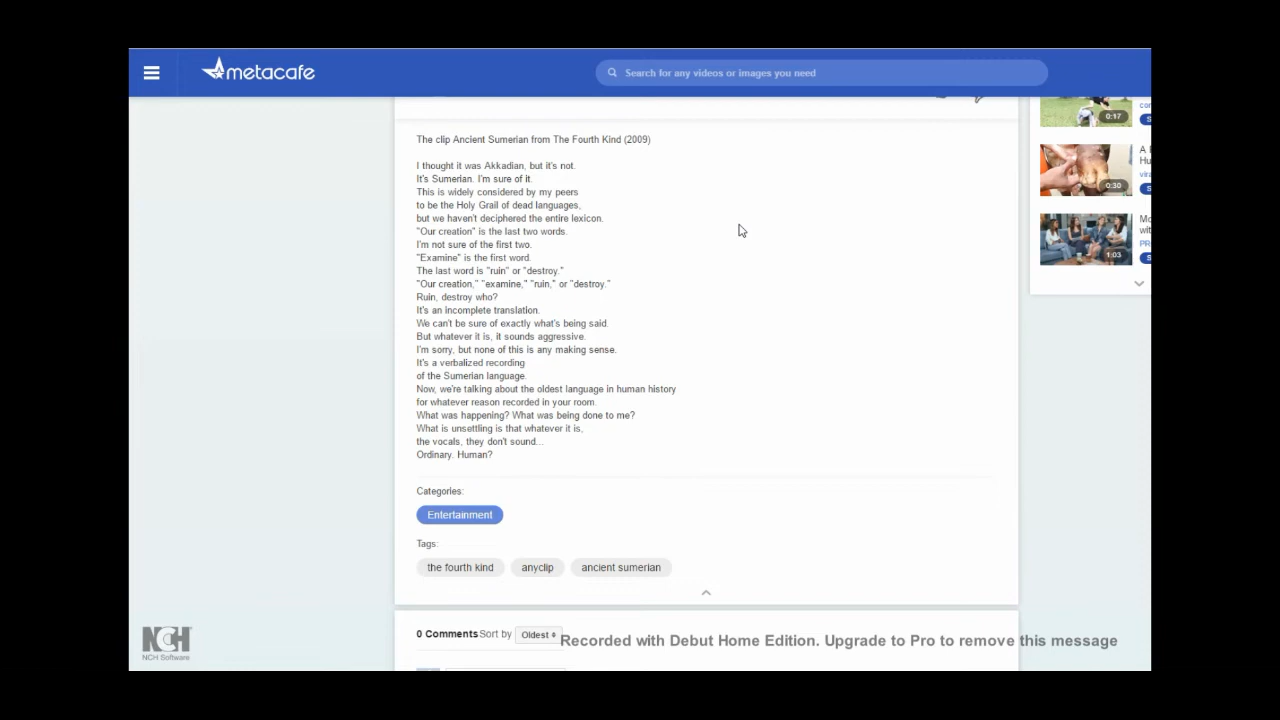 metacafe
Search for any videos or images you need
0:17
0:30
1:03
The clip Ancient Sumerian from The Fourth Kind (2009)
I thought it was Akkadian, but it's not.
It's Sumerian. I'm sure of it.
This is widely considered by my peers
to be the Holy Grail of dead languages,
but we haven't deciphered the entire lexicon.
"Our creation" is the last two words.
I'm not sure of the first two.
"Examine" is the first word.
The last word is "ruin" or "destroy."
"Our creation," "examine," "ruin," or "destroy."
Ruin, destroy who?
It's an incomplete translation.
We can't be sure of exactly what's being said.
But whatever it is, it sounds aggressive.
I'm sorry, but none of this is any making sense.
It's a verbalized recording
of the Sumerian language.
Now, we're talking about the oldest language in human history
for whatever reason recorded in your room.
What was happening? What was being done to me?
What is unsettling is that whatever it is,
the vocals, they don't sound...
Ordinary. Human?
Categories:
Entertainment
Tags:
the fourth kind anyclip ancient sumerian
0 Comments Sort by Oldest
Recorded with Debut Home Edition. Upgrade to Pro to remove this message
NCH
NCH Software